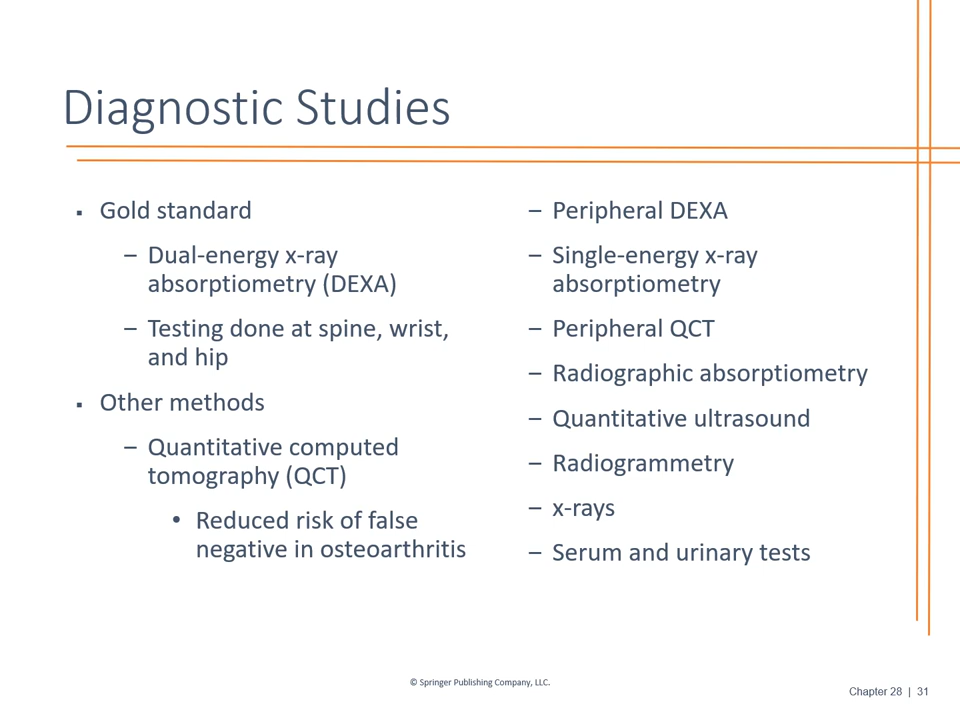 Diagnostic Studies
▪ Gold standard
– Dual-energy x-ray
absorptiometry (DEXA)
– Testing done at spine, wrist,
and hip
▪ Other methods
– Quantitative computed
tomography (QCT)
• Reduced risk of false
negative in osteoarthritis
– Peripheral DEXA
– Single-energy x-ray
absorptiometry
– Peripheral QCT
– Radiographic absorptiometry
– Quantitative ultrasound
– Radiogrammetry
– x-rays
– Serum and urinary tests
© Springer Publishing Company, LLC.
Chapter 28 | 31